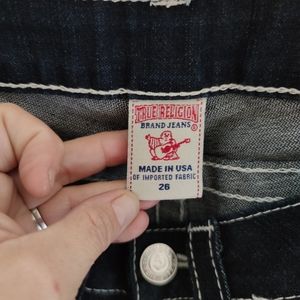 TRUE RELIGION
BRAND JEANS
®
MADE IN USA
OF IMPORTED FABRIC
26